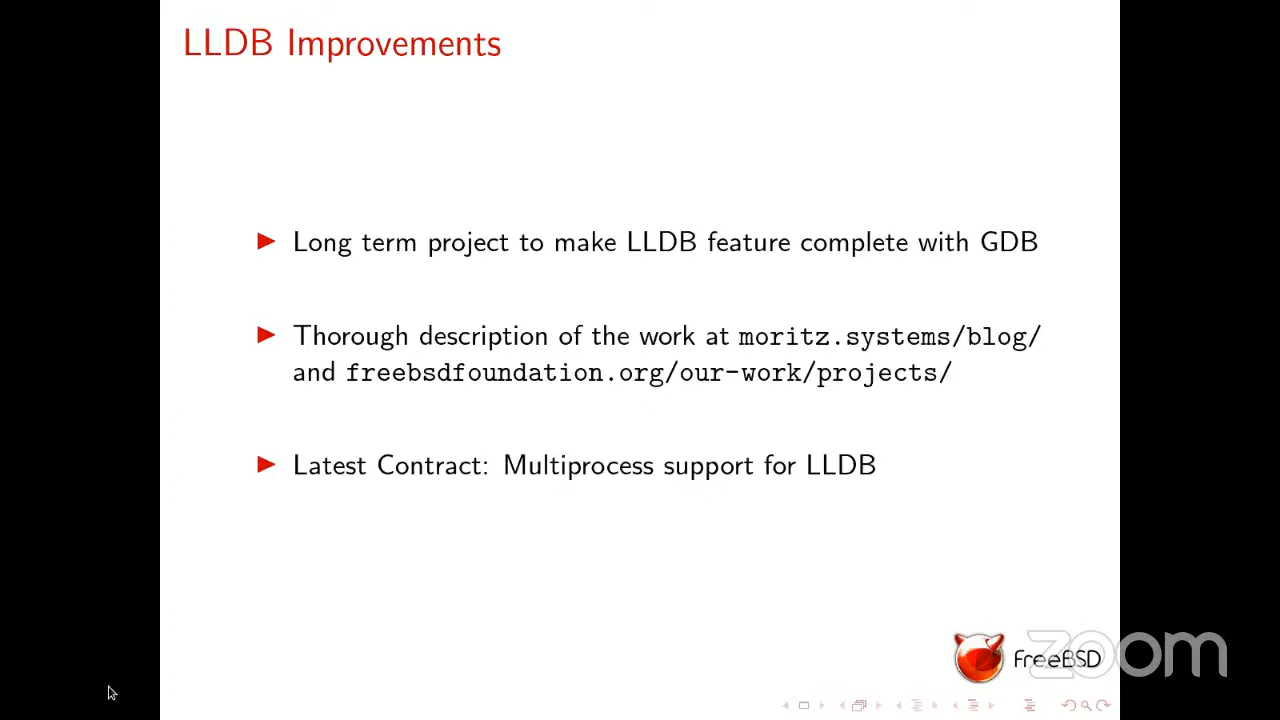 LLDB Improvements
Long term project to make LLDB feature complete with GDB
Thorough description of the work at moritz.systems/blog/
and freebsdfoundation.org/our-work/projects/
Latest Contract: Multiprocess support for LLDB
FreeBSD
zoom